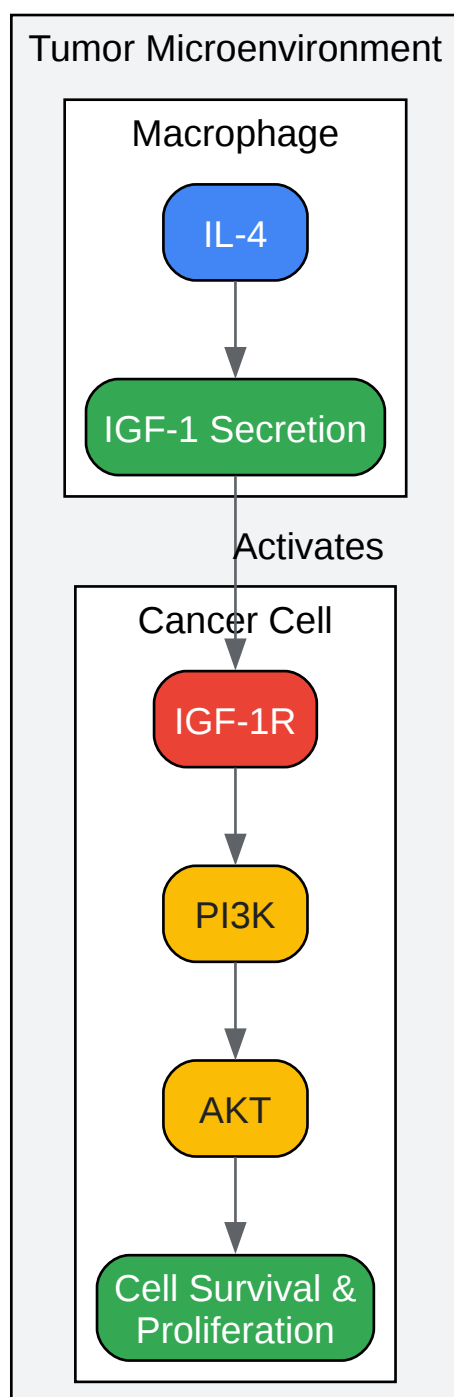 Tumor Microenvironment
Macrophage
IL-4
IGF-1 Secretion
Activates
Cancer Cell
IGF-1R
PI3K
AKT
Cell Survival &
Proliferation